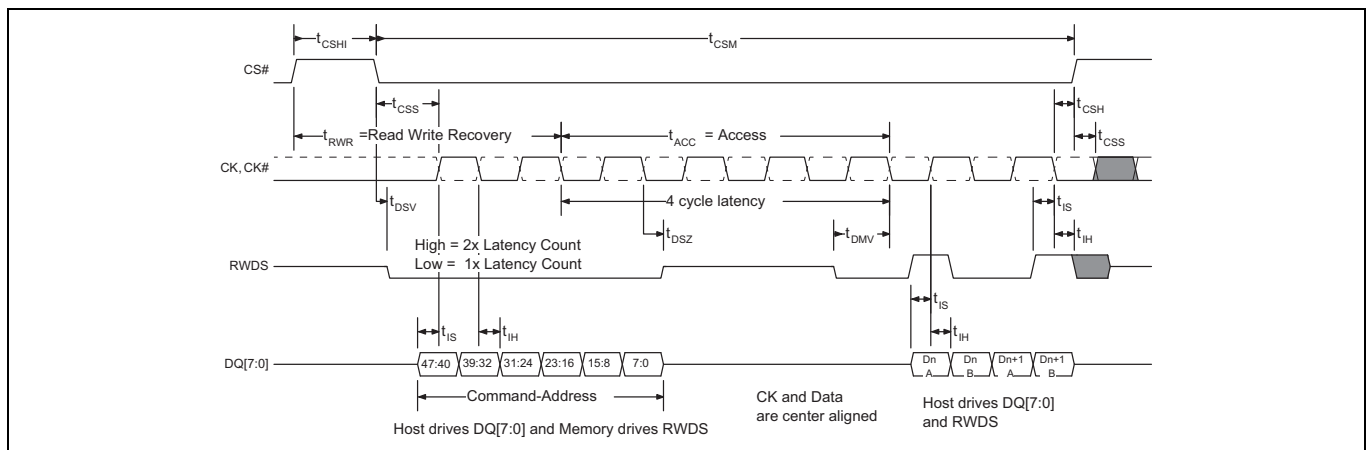 tCSHI
tCSM
CS#
tCSS
tCSH
tRWR =Read Write Recovery
tACC = Access
tCSS
CK, CK#
tDSV
4 cycle latency
tIS
High = 2x Latency Count
tDSZ
tDMV
tIH
Low = 1x Latency Count
RWDS
tIS
tIS
tIH
tIH
DQ[7:0]
47:40 39:32 31:24 23:16 15:8 7:0
Dn A Dn B Dn+1 A Dn+1 B
Command-Address
CK and Data
are center aligned
Host drives DQ[7:0]
and RWDS
Host drives DQ[7:0] and Memory drives RWDS